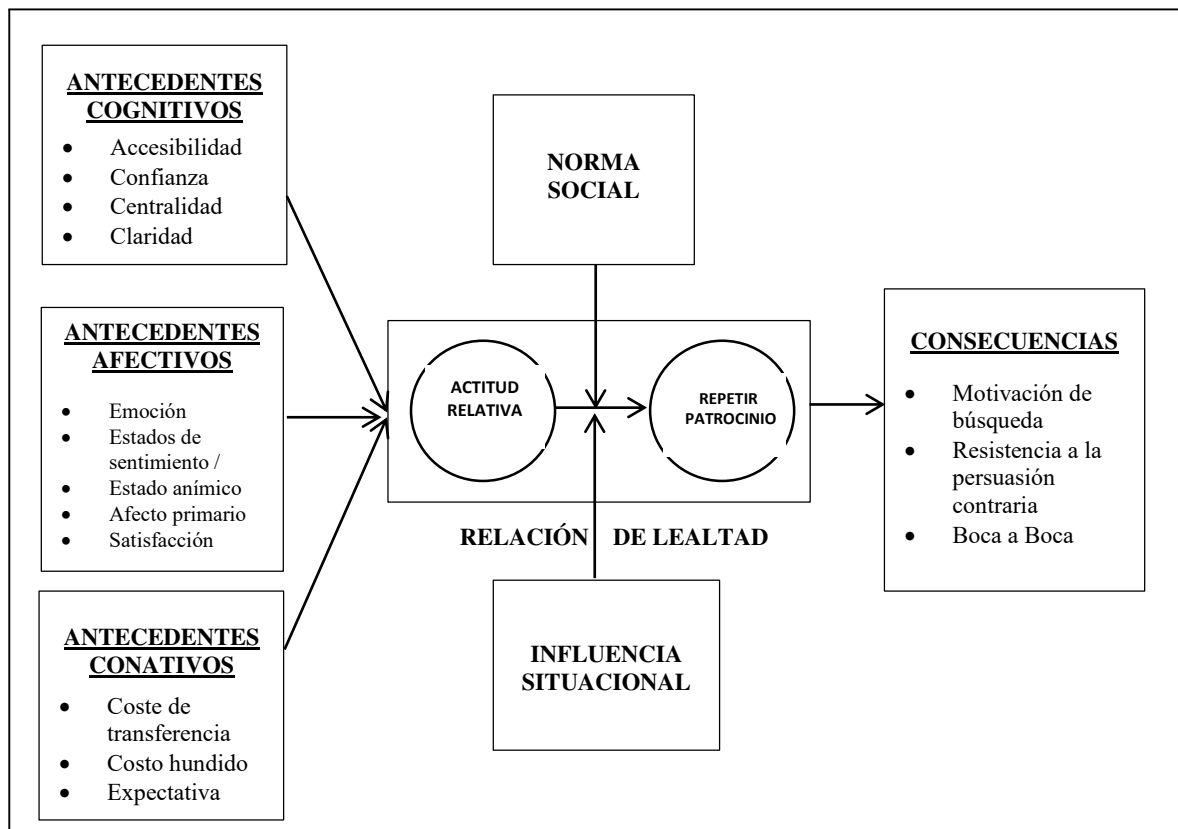 ANTECEDENTES
COGNITIVOS
• Accesibilidad
• Confianza
• Centralidad
• Claridad
ANTECEDENTES
AFECTIVOS
• Emoción
• Estados de
sentimiento /
• Estado anímico
• Afecto primario
• Satisfacción
ANTECEDENTES
CONATIVOS
• Coste de
transferencia
• Costo hundido
• Expectativa
NORMA
SOCIAL
ACTITUD
RELATIVA
REPETIR
PATROCINIO
RELACIÓN DE LEALTAD
INFLUENCIA
SITUACIONAL
CONSECUENCIAS
• Motivación de
búsqueda
• Resistencia a la
persuasión
contraria
• Boca a Boca